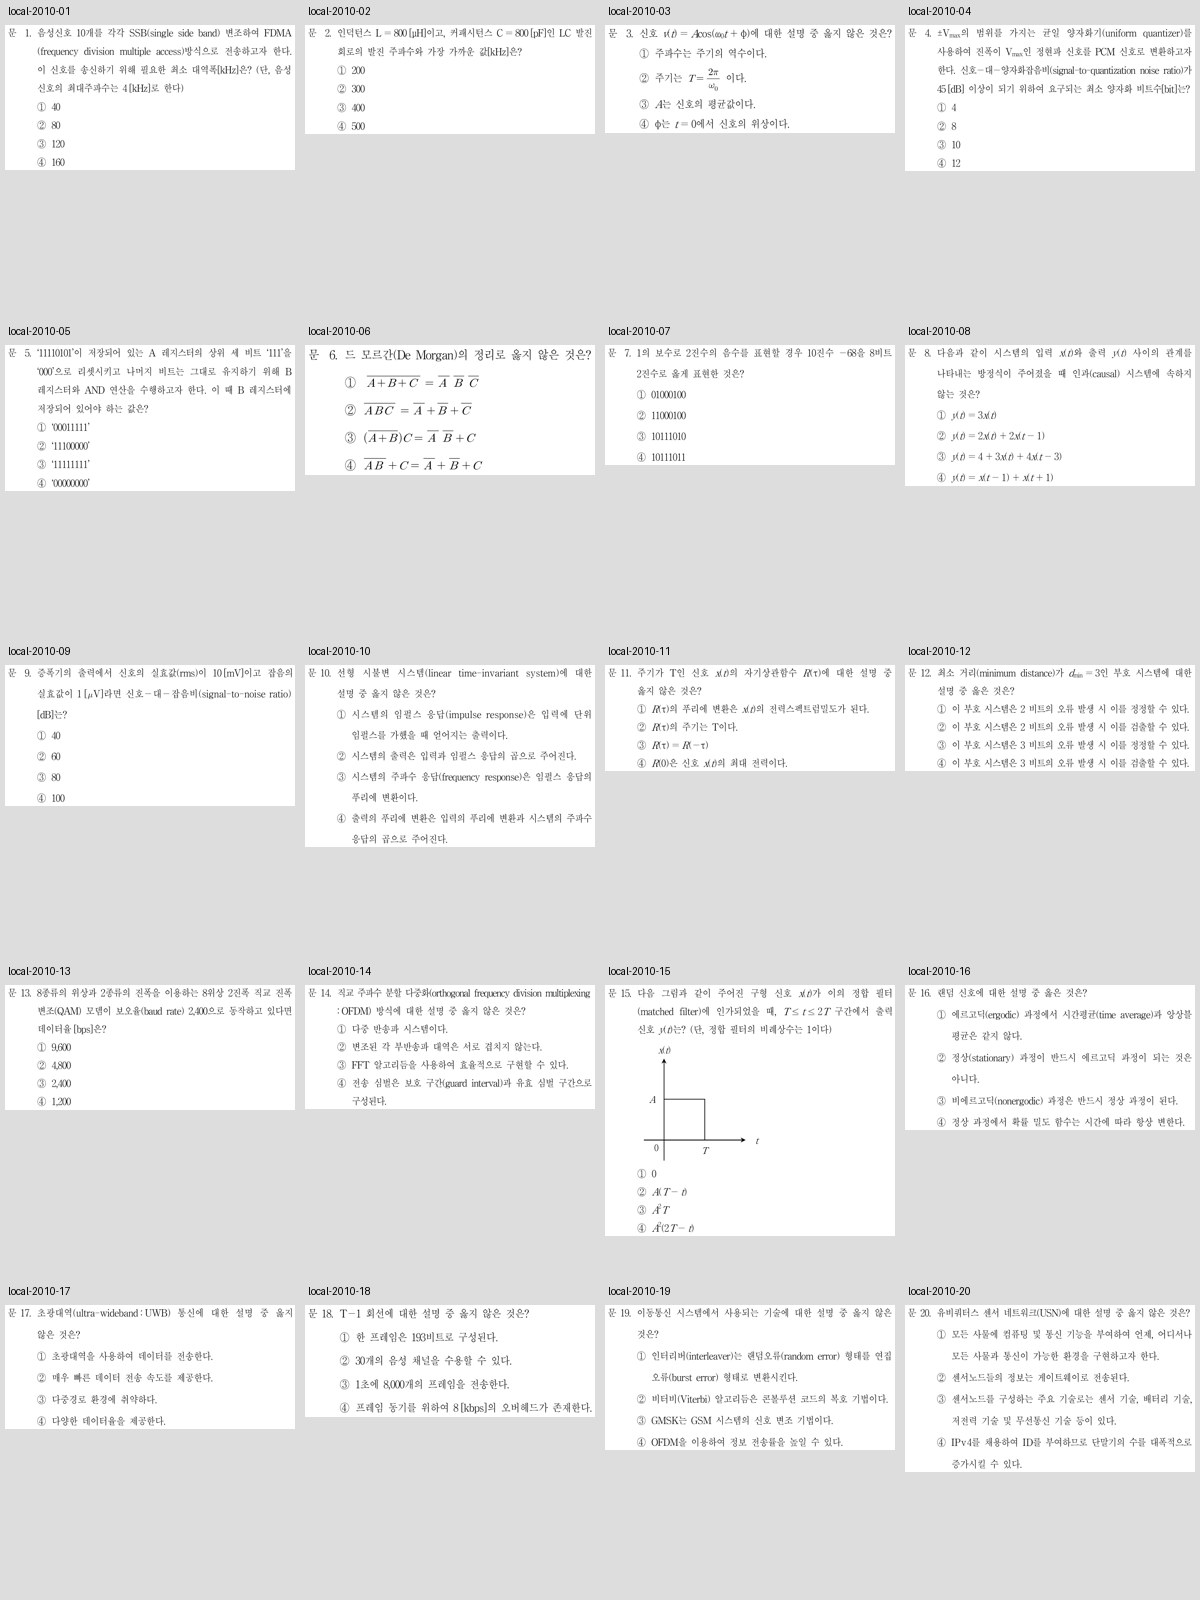 local-2010-01
문 1. 음성신호 10개를 각각 SSB(single side band) 변조하여 FDMA
(frequency division multiple access)방식으로 전송하고자 한다.
이 신호를 송신하기 위해 필요한 최소 대역폭[kHz]은? (단, 음성
신호의 최대주파수는 4 [kHz]로 한다)
① 40
② 80
③ 120
④ 160
local-2010-02
문 2. 인덕턴스 L = 800 [μH]이고, 커패시턴스 C = 800 [pF]인 LC 발진
회로의 발진 주파수와 가장 가까운 값[kHz]은?
① 200
② 300
③ 400
④ 500
local-2010-03
문 3. 신호 v(t) = Acos(ω₀t + φ)에 대한 설명 중 옳지 않은 것은?
① 주파수는 주기의 역수이다.
② 주기는 T = 2π/ω₀ 이다.
③ A는 신호의 평균값이다.
④ φ는 t = 0에서 신호의 위상이다.
local-2010-04
문 4. ±Vmax의 범위를 가지는 균일 양자화기(uniform quantizer)를
사용하여 진폭이 Vmax인 정현파 신호를 PCM 신호로 변환하고자
한다. 신호-대-양자화잡음비(signal-to-quantization noise ratio)가
45 [dB] 이상이 되기 위하여 요구되는 최소 양자화 비트수[bit]는?
① 4
② 8
③ 10
④ 12
local-2010-05
문 5. ‘11110101’이 저장되어 있는 A 레지스터의 상위 세 비트 ‘111’을
‘000’으로 리셋시키고 나머지 비트는 그대로 유지하기 위해 B
레지스터와 AND 연산을 수행하고자 한다. 이 때 B 레지스터에
저장되어 있어야 하는 값은?
① ‘00011111’
② ‘11100000’
③ ‘11111111’
④ ‘00000000’
local-2010-06
문 6. 드 모르간(De Morgan)의 정리로 옳지 않은 것은?
① A̅+̅B̅+̅C̅ = A̅ B̅ C̅
② A̅B̅C̅ = A̅ + B̅ + C̅
③ (A̅+̅B̅)C = A̅ B̅ + C
④ A̅B̅ + C = A̅ + B̅ + C
local-2010-07
문 7. 1의 보수로 2진수의 음수를 표현할 경우 10진수 -68을 8비트
2진수로 옳게 표현한 것은?
① 01000100
② 11000100
③ 10111010
④ 10111011
local-2010-08
문 8. 다음과 같이 시스템의 입력 x(t)와 출력 y(t) 사이의 관계를
나타내는 방정식이 주어졌을 때 인과(causal) 시스템에 속하지
않는 것은?
① y(t) = 3x(t)
② y(t) = 2x(t) + 2x(t - 1)
③ y(t) = 4 + 3x(t) + 4x(t - 3)
④ y(t) = x(t - 1) + x(t + 1)
local-2010-09
문 9. 증폭기의 출력에서 신호의 실효값(rms)이 10 [mV]이고 잡음의
실효값이 1 [μV]라면 신호-대-잡음비(signal-to-noise ratio)
[dB]는?
① 40
② 60
③ 80
④ 100
local-2010-10
문 10. 선형 시불변 시스템(linear time-invariant system)에 대한
설명 중 옳지 않은 것은?
① 시스템의 임펄스 응답(impulse response)은 입력에 단위
임펄스를 가했을 때 얻어지는 출력이다.
② 시스템의 출력은 입력과 임펄스 응답의 곱으로 주어진다.
③ 시스템의 주파수 응답(frequency response)은 임펄스 응답의
푸리에 변환이다.
④ 출력의 푸리에 변환은 입력의 푸리에 변환과 시스템의 주파수
응답의 곱으로 주어진다.
local-2010-11
문 11. 주기가 T인 신호 x(t)의 자기상관함수 R(τ)에 대한 설명 중
옳지 않은 것은?
① R(τ)의 푸리에 변환은 x(t)의 전력스펙트럼밀도가 된다.
② R(τ)의 주기는 T이다.
③ R(τ) = R(-τ)
④ R(0)은 신호 x(t)의 최대 전력이다.
local-2010-12
문 12. 최소 거리(minimum distance)가 dmin = 3인 부호 시스템에 대한
설명 중 옳은 것은?
① 이 부호 시스템은 2 비트의 오류 발생 시 이를 정정할 수 있다.
② 이 부호 시스템은 2 비트의 오류 발생 시 이를 검출할 수 있다.
③ 이 부호 시스템은 3 비트의 오류 발생 시 이를 정정할 수 있다.
④ 이 부호 시스템은 3 비트의 오류 발생 시 이를 검출할 수 있다.
local-2010-13
문 13. 8종류의 위상과 2종류의 진폭을 이용하는 8위상 2진폭 직교 진폭
변조(QAM) 모뎀이 보오율(baud rate) 2,400으로 동작하고 있다면
데이터율 [bps]은?
① 9,600
② 4,800
③ 2,400
④ 1,200
local-2010-14
문 14. 직교 주파수 분할 다중화(orthogonal frequency division multiplexing
: OFDM) 방식에 대한 설명 중 옳지 않은 것은?
① 다중 반송파 시스템이다.
② 변조된 각 부반송파 대역은 서로 겹치지 않는다.
③ FFT 알고리듬을 사용하여 효율적으로 구현할 수 있다.
④ 전송 심벌은 보호 구간(guard interval)과 유효 심벌 구간으로
구성된다.
local-2010-15
문 15. 다음 그림과 같이 주어진 구형 신호 x(t)가 이의 정합 필터
(matched filter)에 인가되었을 때, T ≤ t ≤ 2T 구간에서 출력
신호 y(t)는? (단, 정합 필터의 비례상수는 1이다)
x(t)
A
t
0
T
① 0
② A(T - t)
③ A²T
④ A²(2T - t)
local-2010-16
문 16. 랜덤 신호에 대한 설명 중 옳은 것은?
① 에르고딕(ergodic) 과정에서 시간평균(time average)과 앙상블
평균은 같지 않다.
② 정상(stationary) 과정이 반드시 에르고딕 과정이 되는 것은
아니다.
③ 비에르고딕(nonergodic) 과정은 반드시 정상 과정이 된다.
④ 정상 과정에서 확률 밀도 함수는 시간에 따라 항상 변한다.
local-2010-17
문 17. 초광대역(ultra-wideband : UWB) 통신에 대한 설명 중 옳지
않은 것은?
① 초광대역을 사용하여 데이터를 전송한다.
② 매우 빠른 데이터 전송 속도를 제공한다.
③ 다중경로 환경에 취약하다.
④ 다양한 데이터율을 제공한다.
local-2010-18
문 18. T-1 회선에 대한 설명 중 옳지 않은 것은?
① 한 프레임은 193비트로 구성된다.
② 30개의 음성 채널을 수용할 수 있다.
③ 1초에 8,000개의 프레임을 전송한다.
④ 프레임 동기를 위하여 8 [kbps]의 오버헤드가 존재한다.
local-2010-19
문 19. 이동통신 시스템에서 사용되는 기술에 대한 설명 중 옳지 않은
것은?
① 인터리버(interleaver)는 랜덤오류(random error) 형태를 연집
오류(burst error) 형태로 변환시킨다.
② 비터비(Viterbi) 알고리듬은 콘볼루션 코드의 복호 기법이다.
③ GMSK는 GSM 시스템의 신호 변조 기법이다.
④ OFDM을 이용하여 정보 전송률을 높일 수 있다.
local-2010-20
문 20. 유비쿼터스 센서 네트워크(USN)에 대한 설명 중 옳지 않은 것은?
① 모든 사물에 컴퓨팅 및 통신 기능을 부여하여 언제, 어디서나
모든 사물과 통신이 가능한 환경을 구현하고자 한다.
② 센서노드들의 정보는 게이트웨이로 전송된다.
③ 센서노드를 구성하는 주요 기술로는 센서 기술, 배터리 기술,
저전력 기술 및 무선통신 기술 등이 있다.
④ IPv4를 채용하여 ID를 부여하므로 단말기의 수를 대폭적으로
증가시킬 수 있다.